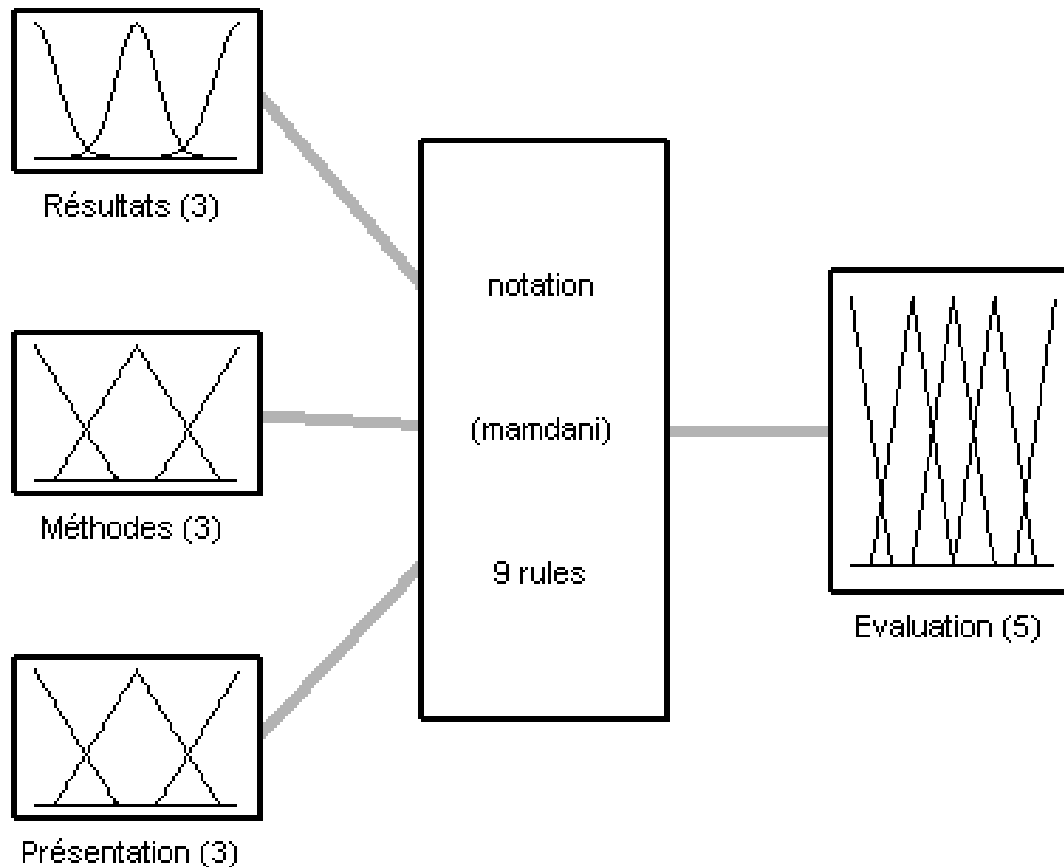 Résultats (3)
Méthodes (3)
Présentation (3)
notation
(mamdani)
9 rules
Evaluation (5)